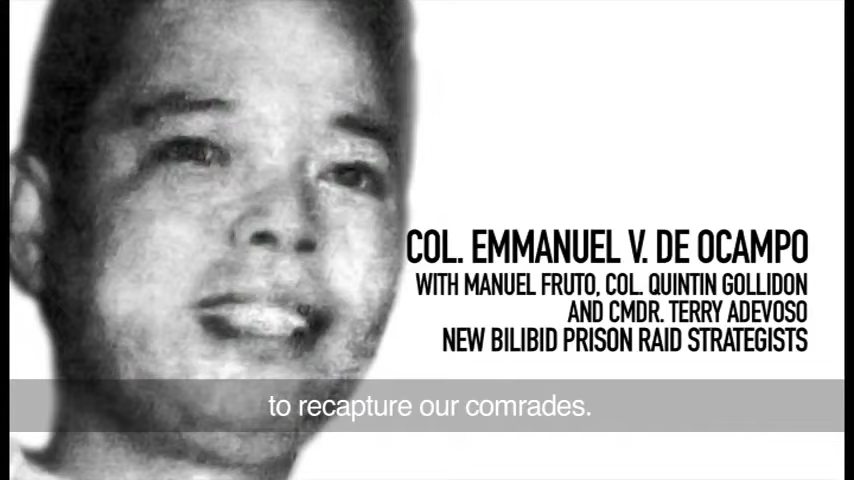 COL. EMMANUEL V. DE OCAMPO
WITH MANUEL FRUTO, COL. QUINTIN GOLLIDON
AND CMDR. TERRY ADEVOSO
NEW BILIBID PRISON RAID STRATEGISTS
to recapture our comrades.